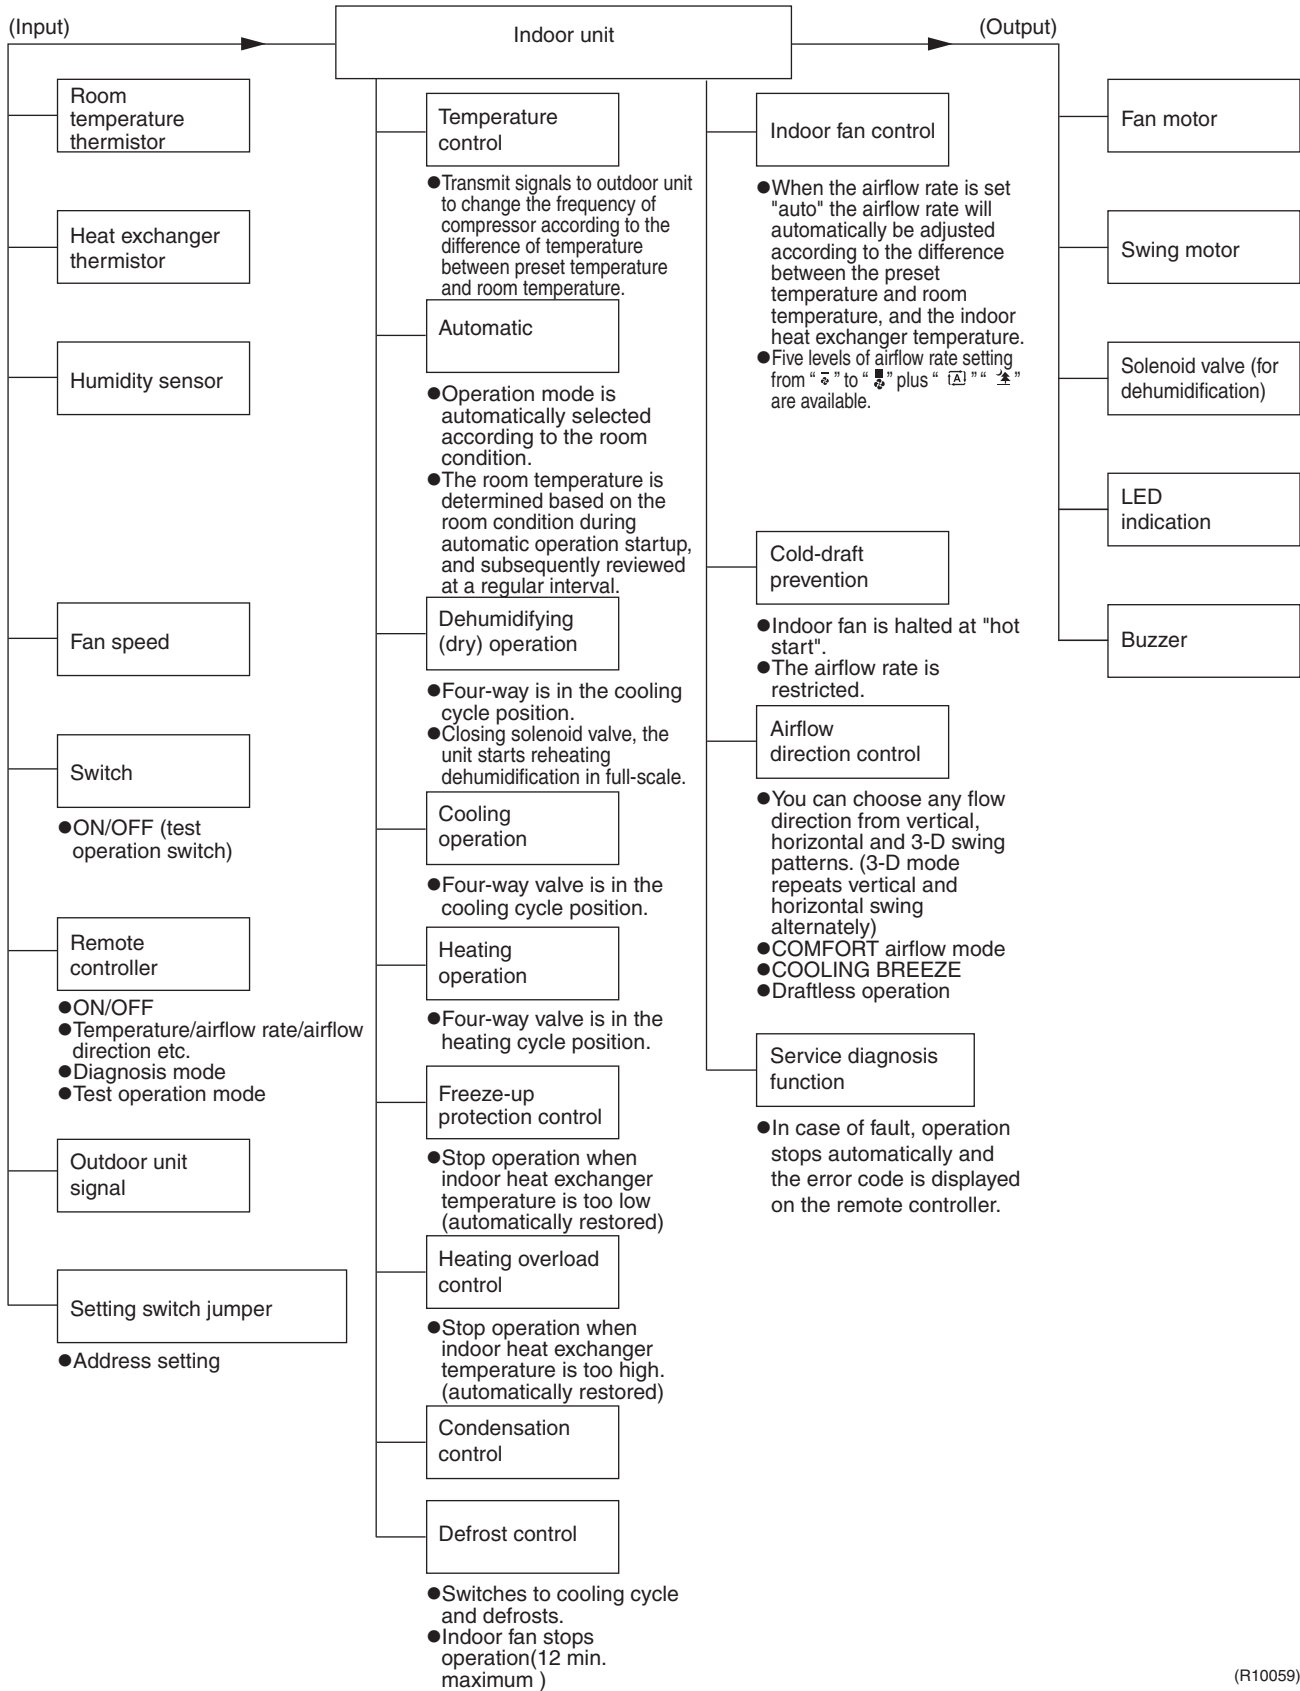 (Input)
Indoor unit
(Output)
Room
temperature
thermistor
Heat exchanger
thermistor
Humidity sensor
Fan speed
Switch
●ON/OFF (test
operation switch)
Remote
controller
●ON/OFF
●Temperature/airflow rate/airflow
direction etc.
●Diagnosis mode
●Test operation mode
Outdoor unit
signal
Setting switch jumper
●Address setting
Temperature
control
●Transmit signals to outdoor unit
to change the frequency of
compressor according to the
difference of temperature
between preset temperature
and room temperature.
Automatic
●Operation mode is
automatically selected
according to the room
condition.
●The room temperature is
determined based on the
room condition during
automatic operation startup,
and subsequently reviewed
at a regular interval.
Dehumidifying
(dry) operation
●Four-way is in the cooling
cycle position.
●Closing solenoid valve, the
unit starts reheating
dehumidification in full-scale.
Cooling
operation
●Four-way valve is in the
cooling cycle position.
Heating
operation
●Four-way valve is in the
heating cycle position.
Freeze-up
protection control
●Stop operation when
indoor heat exchanger
temperature is too low
(automatically restored)
Heating overload
control
●Stop operation when
indoor heat exchanger
temperature is too high.
(automatically restored)
Condensation
control
Defrost control
●Switches to cooling cycle
and defrosts.
●Indoor fan stops
operation(12 min.
maximum )
Indoor fan control
●When the airflow rate is set
"auto" the airflow rate will
automatically be adjusted
according to the difference
between the preset
temperature and room
temperature, and the indoor
heat exchanger temperature.
●Five levels of airflow rate setting
from “ ” to “ ” plus “ A ” “ ”
are available.
Cold-draft
prevention
●Indoor fan is halted at "hot
start".
●The airflow rate is
restricted.
Airflow
direction control
●You can choose any flow
direction from vertical,
horizontal and 3-D swing
patterns. (3-D mode
repeats vertical and
horizontal swing
alternately)
●COMFORT airflow mode
●COOLING BREEZE
●Draftless operation
Service diagnosis
function
●In case of fault, operation
stops automatically and
the error code is displayed
on the remote controller.
Fan motor
Swing motor
Solenoid valve (for
dehumidification)
LED
indication
Buzzer
(R10059)